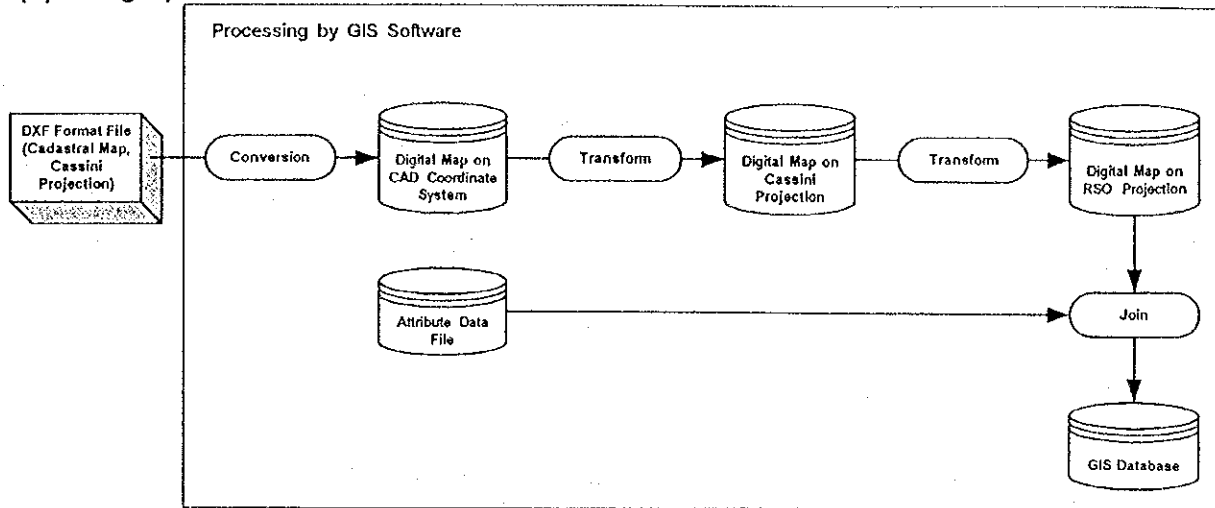 Processing by GIS Software
DXF Format File
(Cadastral Map,
Cassini
Projection)
Conversion
Digital Map on
CAD Coordinate
System
Transform
Digital Map on
Cassini
Projection
Transform
Digital Map on
RSO Projection
Attribute Data
File
Join
GIS Database